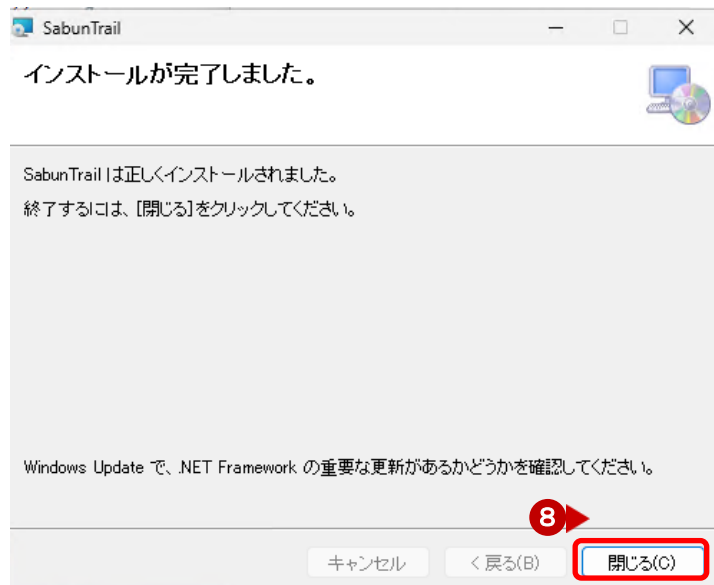 SabunTrail
インストールが完了しました。
SabunTrail は正しくインストールされました。
終了するには、[閉じる]をクリックしてください。
Windows Update で、.NET Framework の重要な更新があるかどうかを確認してください。
8
キャンセル
< 戻る(B)
閉じる(C)